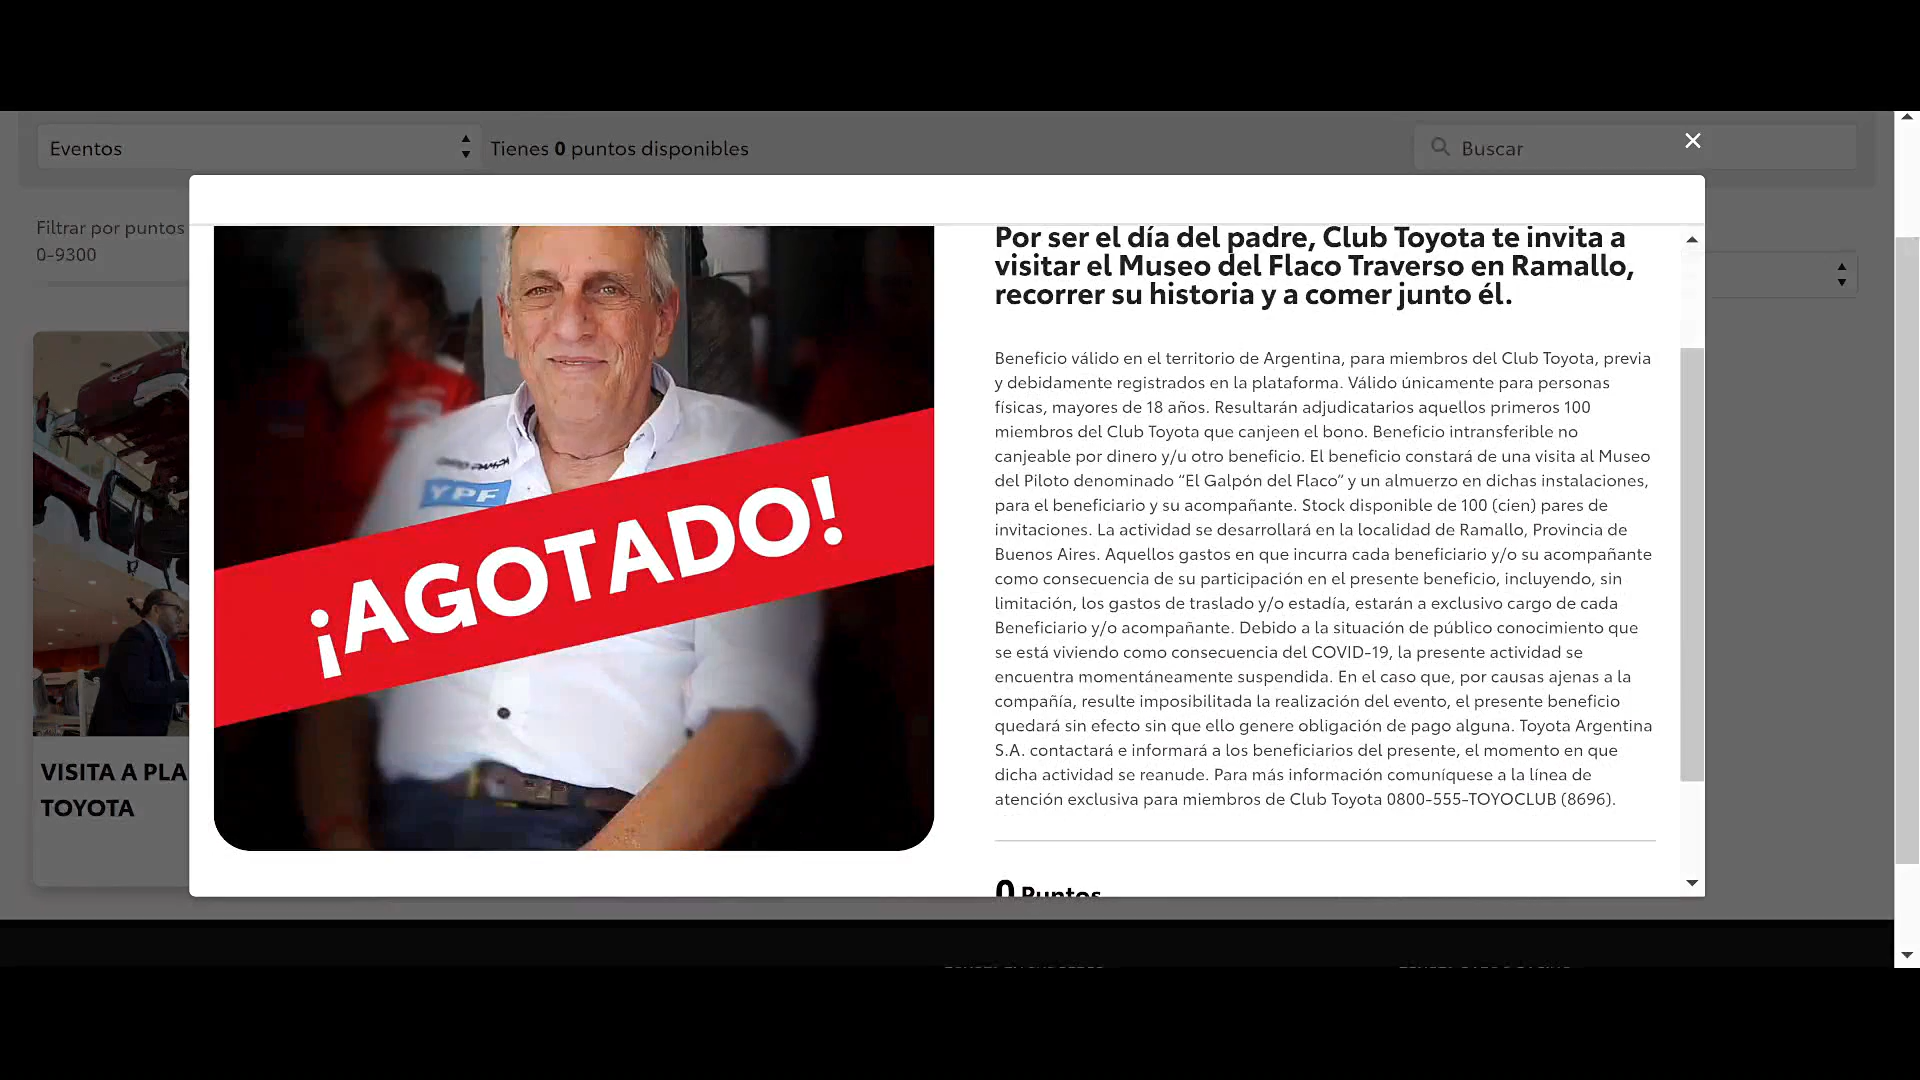 Eventos
Tienes 0 puntos disponibles
Buscar
Filtrar por puntos
0-9300
Por ser el día del padre, Club Toyota te invita a
visitar el Museo del Flaco Traverso en Ramallo,
recorrer su historia y a comer junto él.
YPF
¡AGOTADO!
Beneficio válido en el territorio de Argentina, para miembros del Club Toyota, previa
y debidamente registrados en la plataforma. Válido únicamente para personas
físicas, mayores de 18 años. Resultarán adjudicatarios aquellos primeros 100
miembros del Club Toyota que canjeen el bono. Beneficio intransferible no
canjeable por dinero y/u otro beneficio. El beneficio constará de una visita al Museo
del Piloto denominado “El Galpón del Flaco” y un almuerzo en dichas instalaciones,
para el beneficiario y su acompañante. Stock disponible de 100 (cien) pares de
invitaciones. La actividad se desarrollará en la localidad de Ramallo, Provincia de
Buenos Aires. Aquellos gastos en que incurra cada beneficiario y/o su acompañante
como consecuencia de su participación en el presente beneficio, incluyendo, sin
limitación, los gastos de traslado y/o estadía, estarán a exclusivo cargo de cada
Beneficiario y/o acompañante. Debido a la situación de público conocimiento que
se está viviendo como consecuencia del COVID-19, la presente actividad se
encuentra momentáneamente suspendida. En el caso que, por causas ajenas a la
compañía, resulte imposibilitada la realización del evento, el presente beneficio
quedará sin efecto sin que ello genere obligación de pago alguna. Toyota Argentina
S.A. contactará e informará a los beneficiarios del presente, el momento en que
dicha actividad se reanude. Para más información comuníquese a la línea de
atención exclusiva para miembros de Club Toyota 0800-555-TOYOCLUB (8696).
0 Puntos
VISITA A PLA
TOYOTA